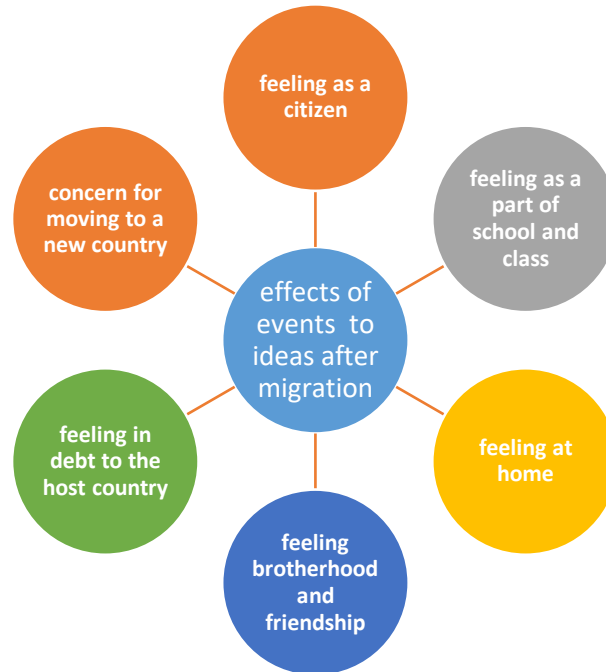 feeling as a
citizen
feeling as a
part of
school and
class
feeling at
home
feeling
brotherhood
and
friendship
feeling in
debt to the
host country
concern for
moving to a
new country
effects of
events to
ideas after
migration